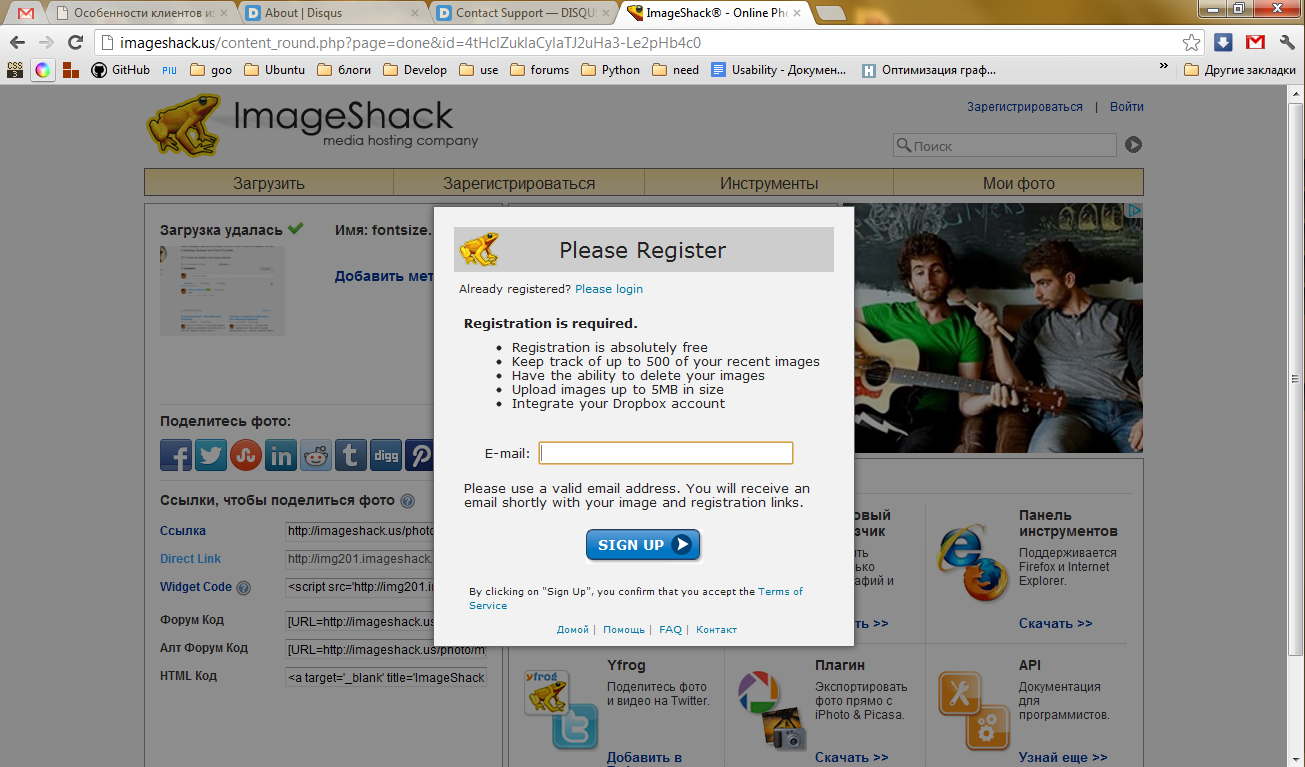 Особенности клиентов из
About | Disqus
Contact Support — DISQUS
ImageShack® - Online Pho
imageshack.us/content_round.php?page=done&id=4tHclZuklaCylaTJ2uHa3-Le2pHb4c0
CSS 3
GitHub
PIU
goo
Ubuntu
блоги
Develop
use
forums
Python
need
Usability - Докумен...
Оптимизация граф...
»
Другие закладки
ImageShack
media hosting company
Зарегистрироваться | Войти
Поиск
Загрузить
Зарегистрироваться
Инструменты
Мои фото
Загрузка удалась
Имя: fontsize.
Добавить мет
Please Register
Already registered? Please login
Registration is required.
• Registration is absolutely free
• Keep track of up to 500 of your recent images
• Have the ability to delete your images
• Upload images up to 5MB in size
• Integrate your Dropbox account
E-mail:
Please use a valid email address. You will receive an
email shortly with your image and registration links.
SIGN UP
By clicking on "Sign Up", you confirm that you accept the Terms of
Service
Домой | Помощь | FAQ | Контакт
Поделитесь фото:
digg
Ссылки, чтобы поделиться фото
Ссылка
http://imageshack.us/photo
Direct Link
http://img201.imageshack.
Widget Code
<script src='http://img201.i
Форум Код
[URL=http://imageshack.us
Алт Форум Код
[URL=http://imageshack.us/photo/m
HTML Код
<a target='_blank' title='ImageShack
Панель
инструментов
Поддерживается
Firefox и Internet
Explorer.
Скачать >>
yfrog
Yfrog
Поделитесь фото
и видео на Twitter.
Добавить в
Плагин
Экспортировать
фото прямо с
iPhoto & Picasa.
Скачать >>
API
Документация
для
программистов.
Узнай еще >>